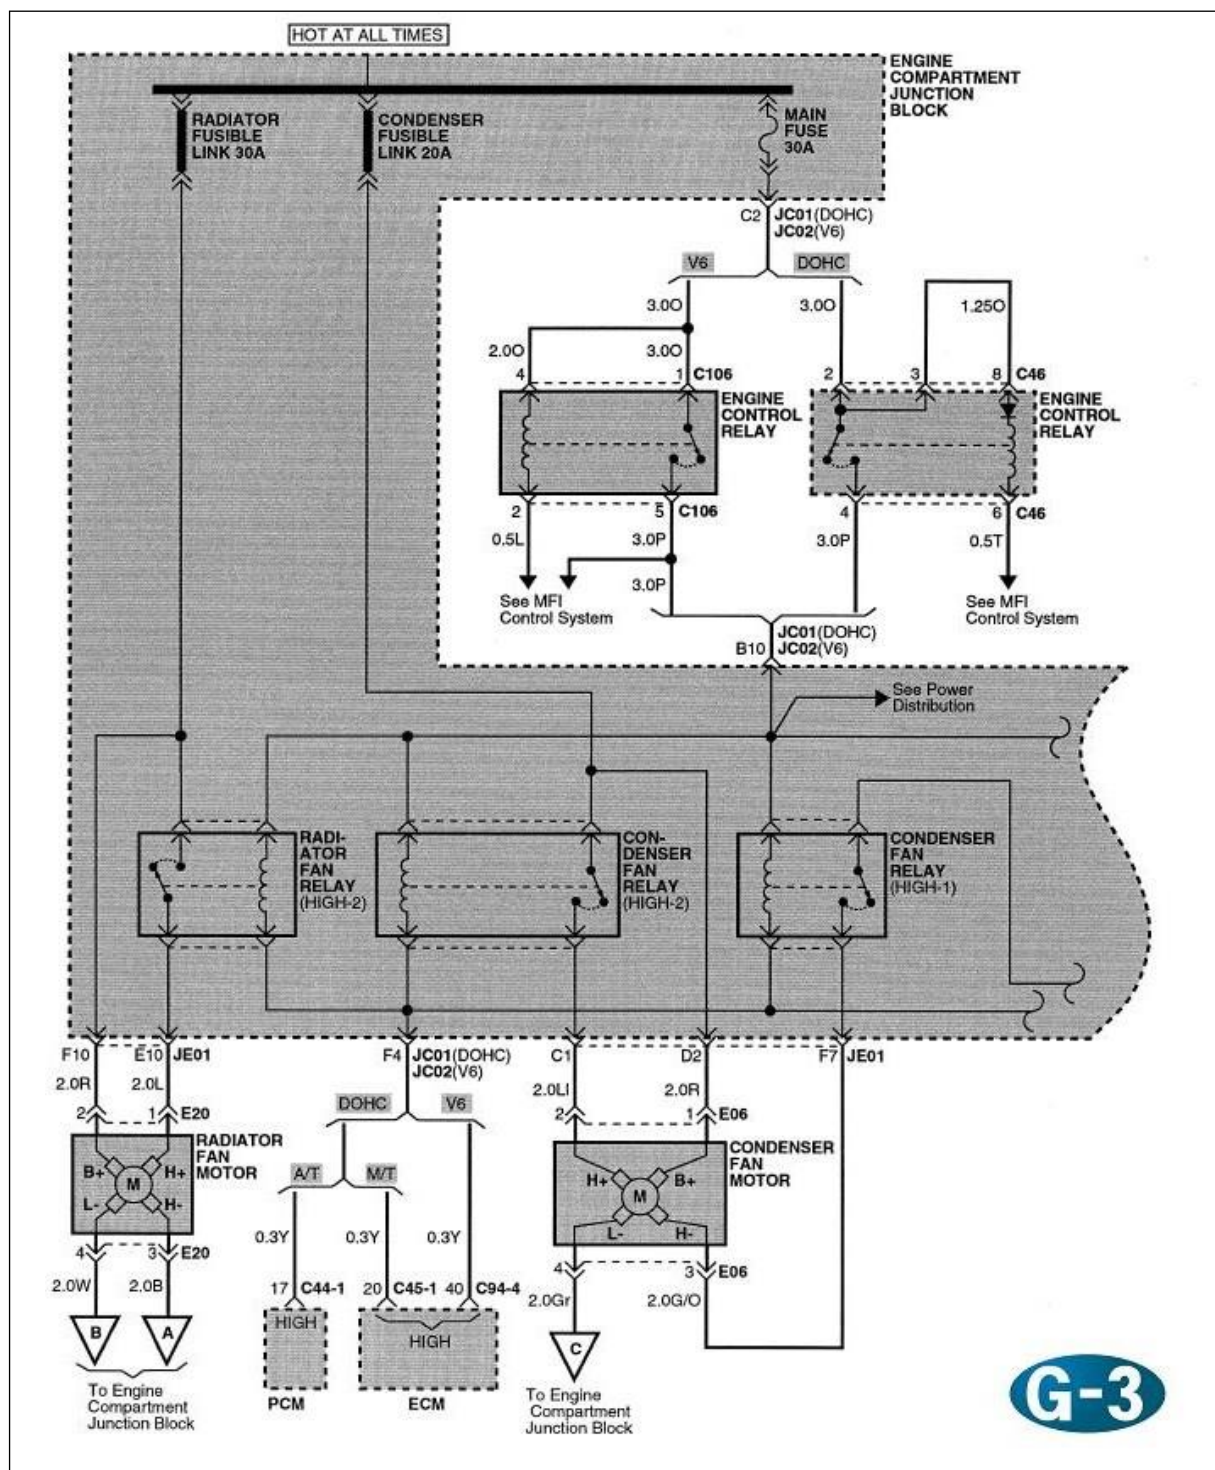 HOT AT ALL TIMES
ENGINE
COMPARTMENT
JUNCTION
BLOCK
RADIATOR
FUSIBLE
LINK 30A
CONDENSER
FUSIBLE
LINK 20A
MAIN
FUSE
30A
C2 JC01(DOHC)
JC02(V6)
V6 DOHC
3.0O 3.0O 1.25O
2.0O 3.0O
4 1 C106 2 3 8 C46
ENGINE
CONTROL
RELAY
ENGINE
CONTROL
RELAY
2 5 C106 4 6 C46
0.5L 3.0P 3.0P 0.5T
3.0P
See MFI
Control System
See MFI
Control System
JC01(DOHC)
B10 JC02(V6)
See Power
Distribution
RADI-
ATOR
FAN
RELAY
(HIGH-2)
CON-
DENSER
FAN
RELAY
(HIGH-2)
CONDENSER
FAN
RELAY
(HIGH-1)
F10 E10 JE01 F4 JC01(DOHC) C1 D2 F7 JE01
JC02(V6)
2.0R 2.0L 2.0LI 2.0R
DOHC V6
2 1 E20 2 1 E06
RADIATOR
FAN
MOTOR
B+ H+
M
L- H-
CONDENSER
FAN
MOTOR
H+ B+
M
L- H-
A/T M/T
0.3Y 0.3Y 0.3Y
4 3 E20 4 3 E06
2.0W 2.0B 17 C44-1 20 C45-1 40 C94-4 2.0Gr 2.0G/O
B A HIGH HIGH C
To Engine
Compartment
Junction Block
PCM ECM
To Engine
Compartment
Junction Block
G-3